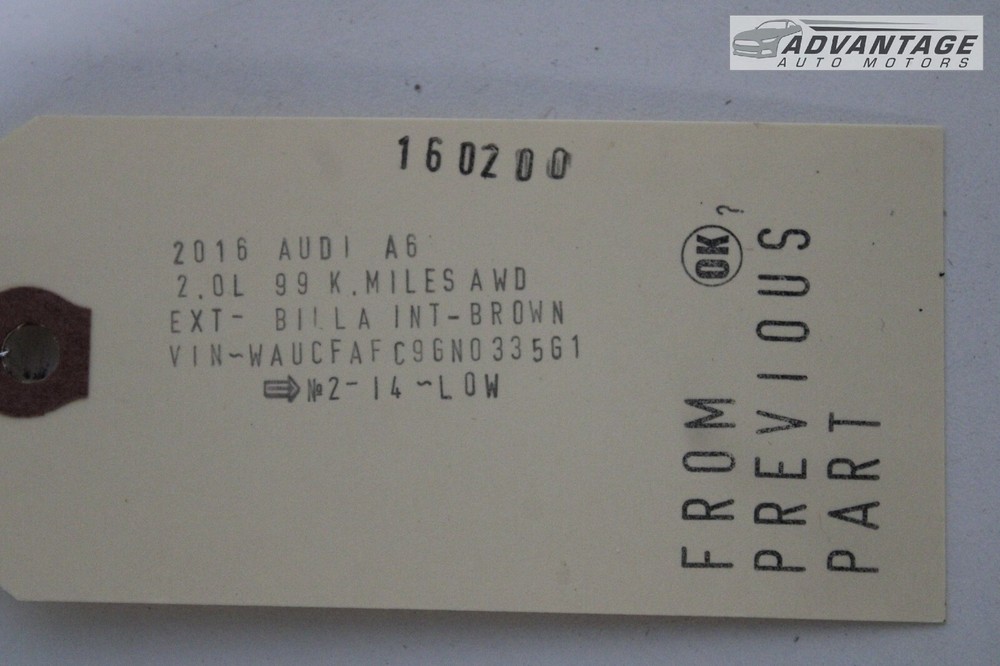 ADVANTAGE
AUTO MOTORS
160200
2016 AUDI A6
2.0L 99 K.MILES AWD
EXT- BILLA INT-BROWN
VIN~WAUCFAFC9GN033561
⇨ №2-14~LOW
OK?
FROM
PREVIOUS
PART